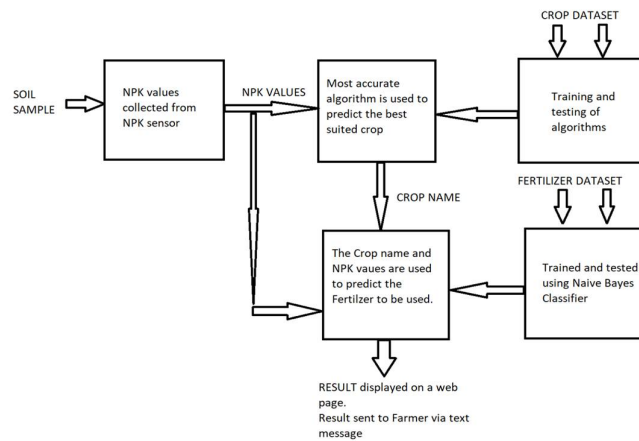 CROP DATASET
SOIL
SAMPLE
NPK values
collected from
NPK sensor
NPK VALUES
Most accurate
algorithm is used to
predict the best
suited crop
Training and
testing of
algorithms
CROP NAME
FERTILIZER DATASET
The Crop name and
NPK vaues are used
to predict the
Fertilzer to be used.
Trained and tested
using Naive Bayes
Classifier
RESULT displayed on a web
page.
Result sent to Farmer via text
message